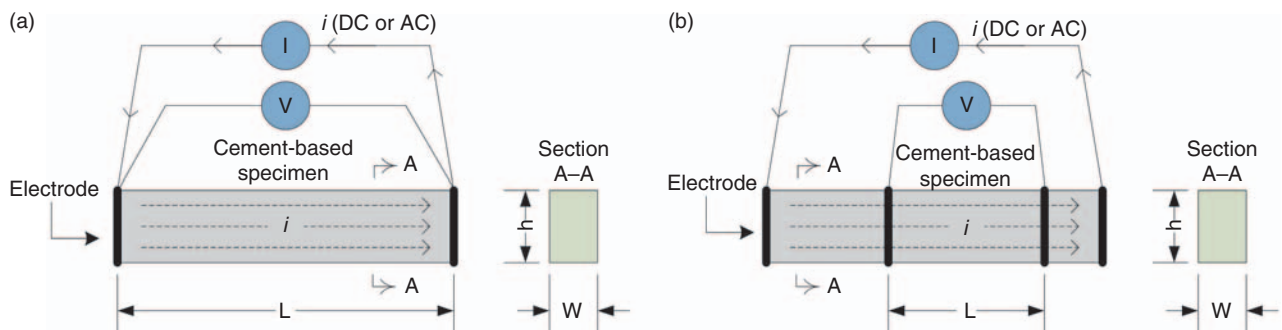 (a)
i (DC or AC)
I
V
Cement-based
specimen
A
Section
A–A
Electrode
i
h
A
L
W
(b)
i (DC or AC)
I
V
A
Cement-based
specimen
Section
A–A
Electrode
i
h
A
L
W